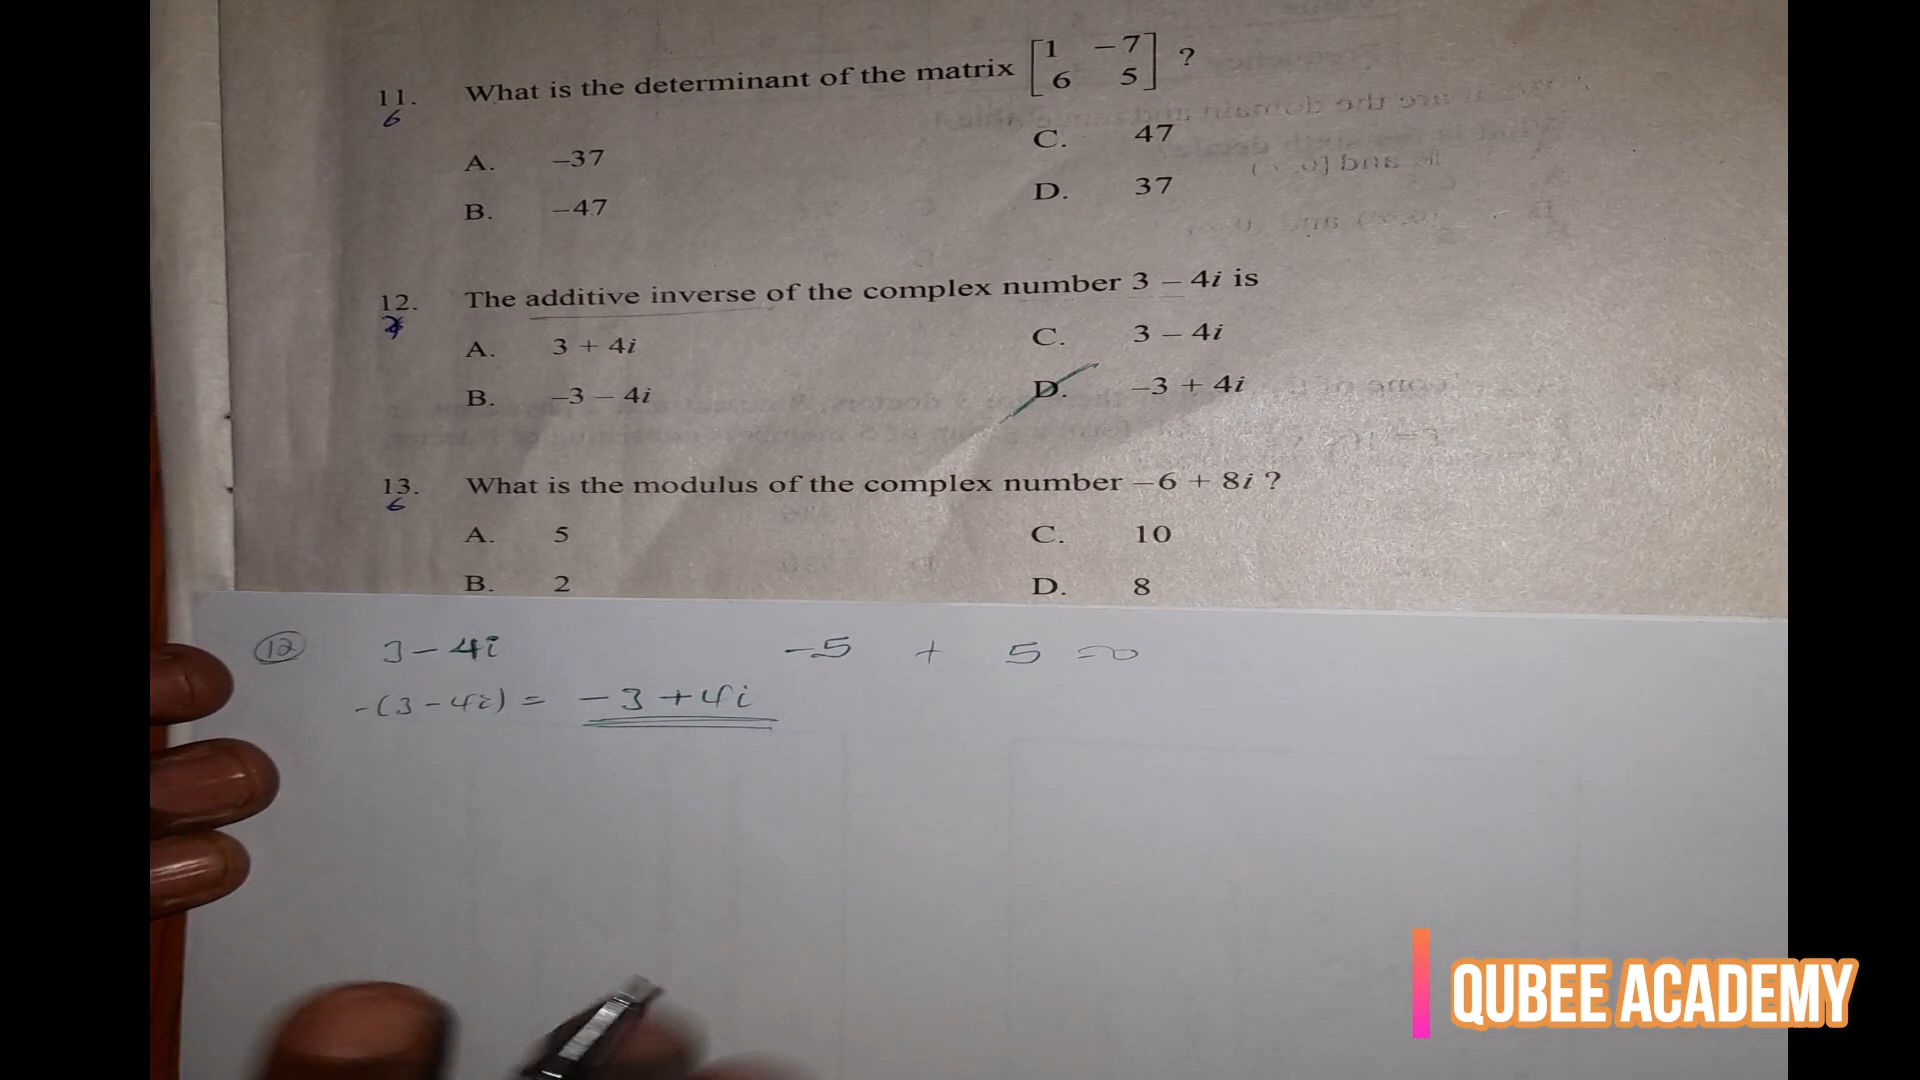 11. What is the determinant of the matrix [1 −7 6 5] ?
6
A. −37
C. 47
B. −47
D. 37
12. The additive inverse of the complex number 3 − 4i is
A. 3 + 4i
C. 3 − 4i
B. −3 − 4i
D. −3 + 4i
13. What is the modulus of the complex number −6 + 8i ?
6
A. 5
C. 10
B. 2
D. 8
12 3 − 4i
-5 + 5 = 0
-(3 - 4i) = -3 + 4i
QUBEE ACADEMY